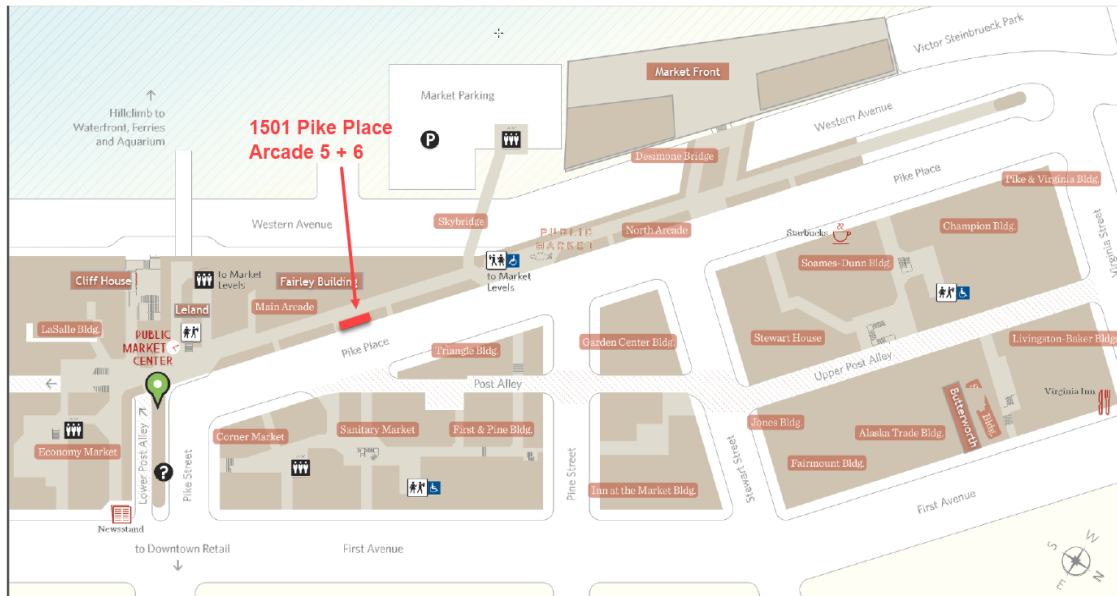 Victor Steinbrueck Park
Market Front
Market Parking
P
Hillclimb to
Waterfront, Ferries
and Aquarium
1501 Pike Place
Arcade 5 + 6
Western Avenue
Desimone Bridge
Pike Place
Pike & Virginia Bldg.
Virginia Street
Western Avenue
Skybridge
PUBLIC
MARKET
North Arcade
Starbucks
Champion Bldg.
Soames-Dunn Bldg.
to Market
Levels
Cliff House
to Market
Levels
Fairley Building
Leland
Main Arcade
LaSalle Bldg.
PUBLIC
MARKET
CENTER
Pike Place
Triangle Bldg.
Garden Center Bldg.
Stewart House
Livingston-Baker Bldg.
Post Alley
Upper Post Alley
Virginia Inn
Butterworth
Bldg.
Jones Bldg.
Alaska Trade Bldg.
Fairmount Bldg.
Corner Market
Sanitary Market
First & Pine Bldg.
Economy Market
Lower Post Alley
?
Pike Street
Pine Street
Inn at the Market Bldg.
Stewart Street
First Avenue
Newsstand
to Downtown Retail
First Avenue
S
W
E
N